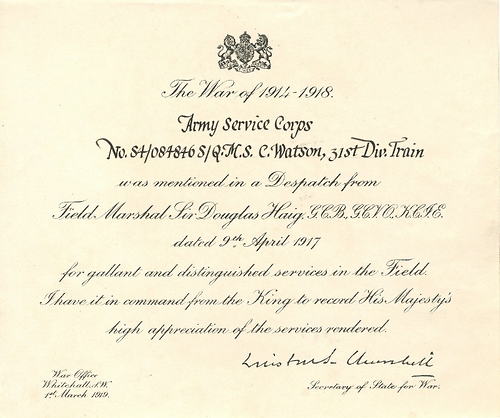 The War of 1914-1918.
Army Service Corps
No. S4/084846 S/Q.M.S. C. Watson, 31st Div. Train
was mentioned in a Despatch from
Field Marshal Sir Douglas Haig, G.C.B. G.C.V.O. K.C.I.E.
dated 9th April 1917
for gallant and distinguished services in the Field.
I have it in command from the King to record His Majesty's
high appreciation of the services rendered.
Winston S. Churchill
War Office
Whitehall. S.W.
1st March 1919.
Secretary of State for War.